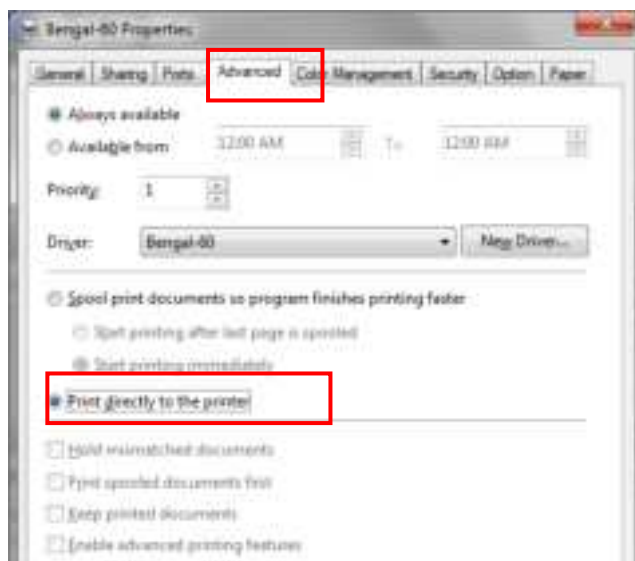 Bengal-60 Properties
General Sharing Ports Advanced Color Management Security Option Paper
Always available
Available from 12:00 AM To 12:00 AM
Priority: 1
Driver: Bengal-60 New Driver...
Spool print documents so program finishes printing faster
Start printing after last page is spooled
Start printing immediately
Print directly to the printer
Hold mismatched documents
Print spooled documents first
Keep printed documents
Enable advanced printing features